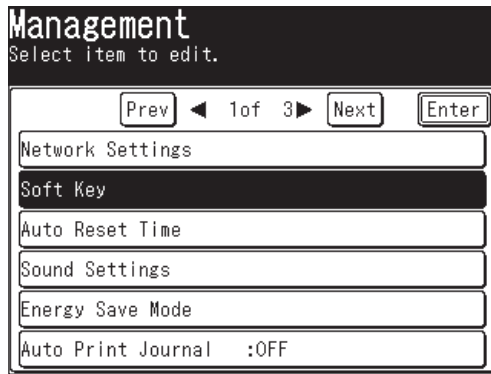 Management
Select item to edit.
Prev ◀ 1of 3▶ Next Enter
Network Settings
Soft Key
Auto Reset Time
Sound Settings
Energy Save Mode
Auto Print Journal :OFF